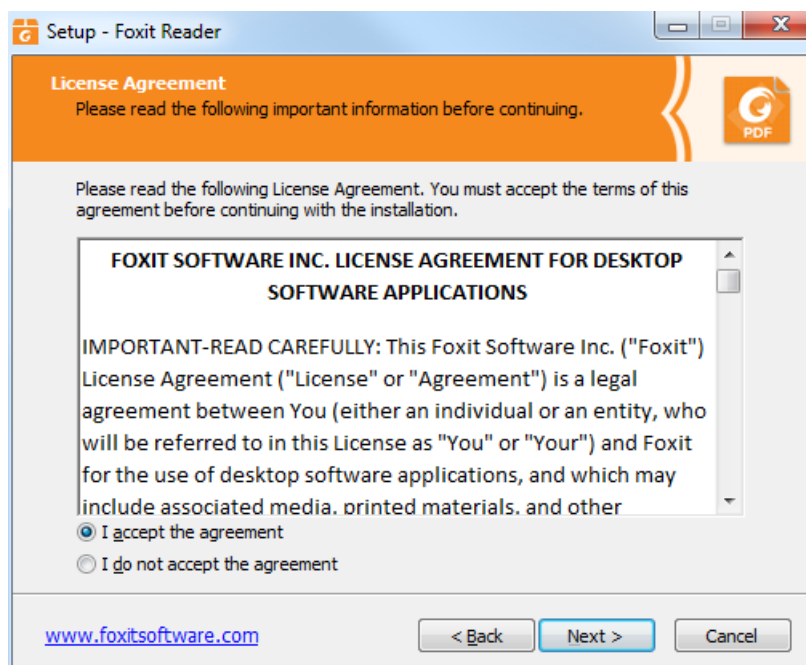 Setup - Foxit Reader
License Agreement
Please read the following important information before continuing.
PDF
Please read the following License Agreement. You must accept the terms of this
agreement before continuing with the installation.
FOXIT SOFTWARE INC. LICENSE AGREEMENT FOR DESKTOP
SOFTWARE APPLICATIONS
IMPORTANT-READ CAREFULLY: This Foxit Software Inc. ("Foxit")
License Agreement ("License" or "Agreement") is a legal
agreement between You (either an individual or an entity, who
will be referred to in this License as "You" or "Your") and Foxit
for the use of desktop software applications, and which may
include associated media, printed materials, and other
I accept the agreement
I do not accept the agreement
www.foxitsoftware.com
< Back
Next >
Cancel